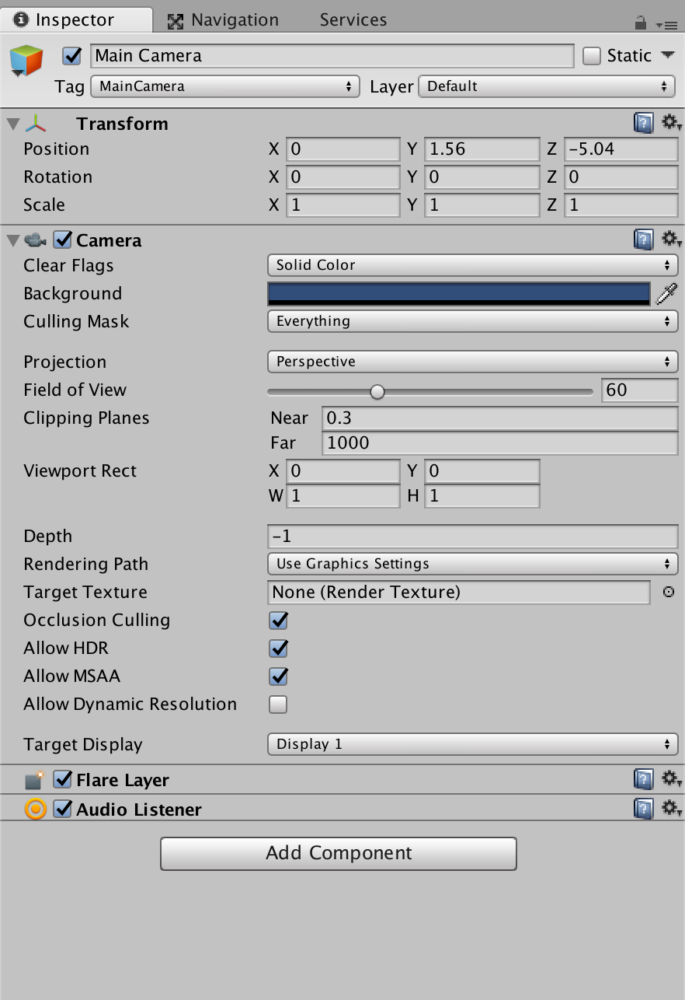 Inspector Navigation Services
Main Camera Static
Tag MainCamera Layer Default
Transform
Position X 0 Y 1.56 Z -5.04
Rotation X 0 Y 0 Z 0
Scale X 1 Y 1 Z 1
Camera
Clear Flags Solid Color
Background
Culling Mask Everything
Projection Perspective
Field of View 60
Clipping Planes Near 0.3
Far 1000
Viewport Rect X 0 Y 0
W 1 H 1
Depth -1
Rendering Path Use Graphics Settings
Target Texture None (Render Texture)
Occlusion Culling
Allow HDR
Allow MSAA
Allow Dynamic Resolution
Target Display Display 1
Flare Layer
Audio Listener
Add Component